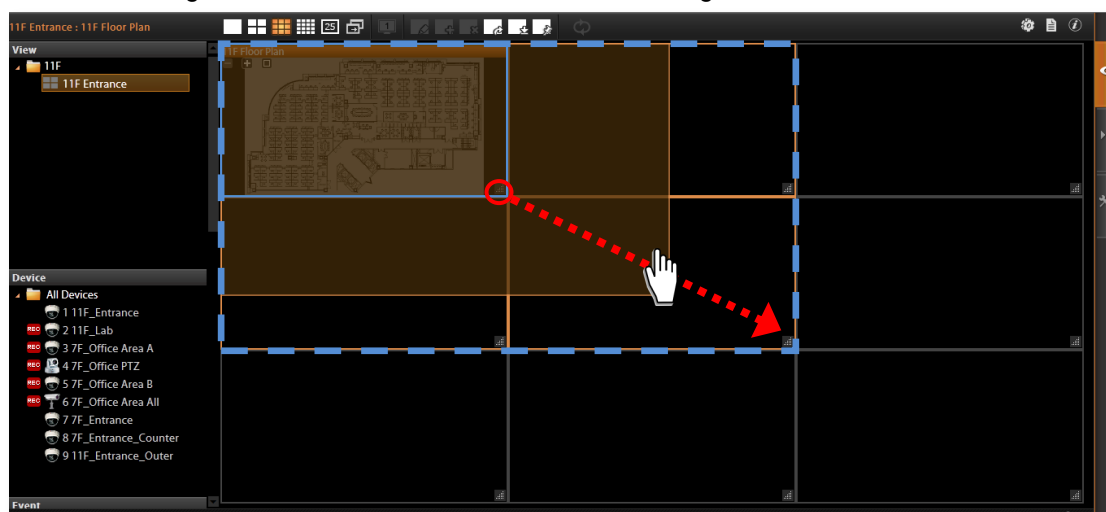 11F Entrance : 11F Floor Plan
25
1
View
11F
11F Entrance
11F Floor Plan
Device
All Devices
1 11F_Entrance
REC 2 11F_Lab
REC 3 7F_Office Area A
REC 4 7F_Office PTZ
REC 5 7F_Office Area B
REC 6 7F_Office Area All
7 7F_Entrance
8 7F_Entrance_Counter
9 11F_Entrance_Outer
Event